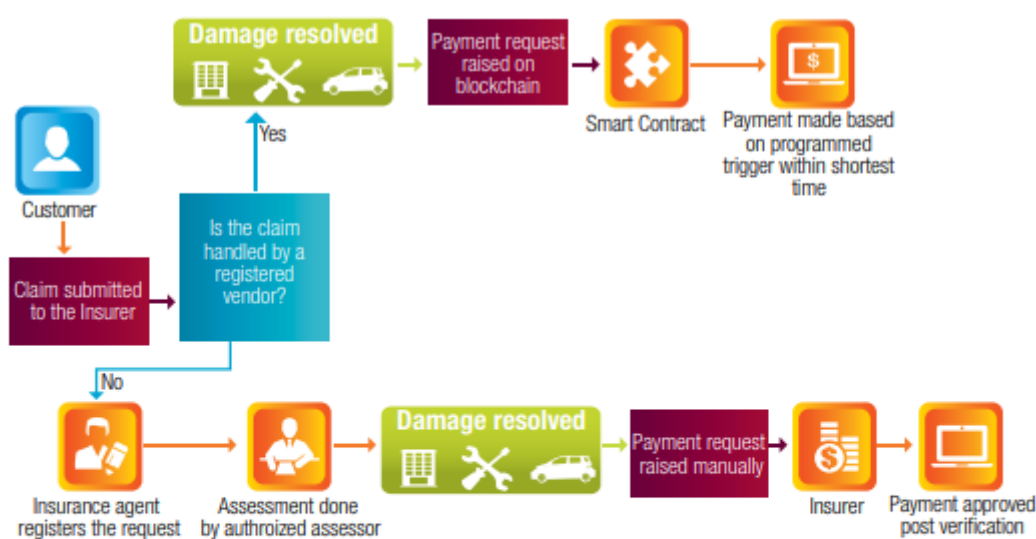 Damage resolved
Payment request
raised on
blockchain
Smart Contract
Payment made based
on programmed
trigger within shortest
time
Yes
Customer
Claim submitted
to the Insurer
Is the claim
handled by a
registered
vendor?
No
Insurance agent
registers the request
Assessment done
by authroized assessor
Damage resolved
Payment request
raised manually
$
Insurer
Payment approved
post verification
$